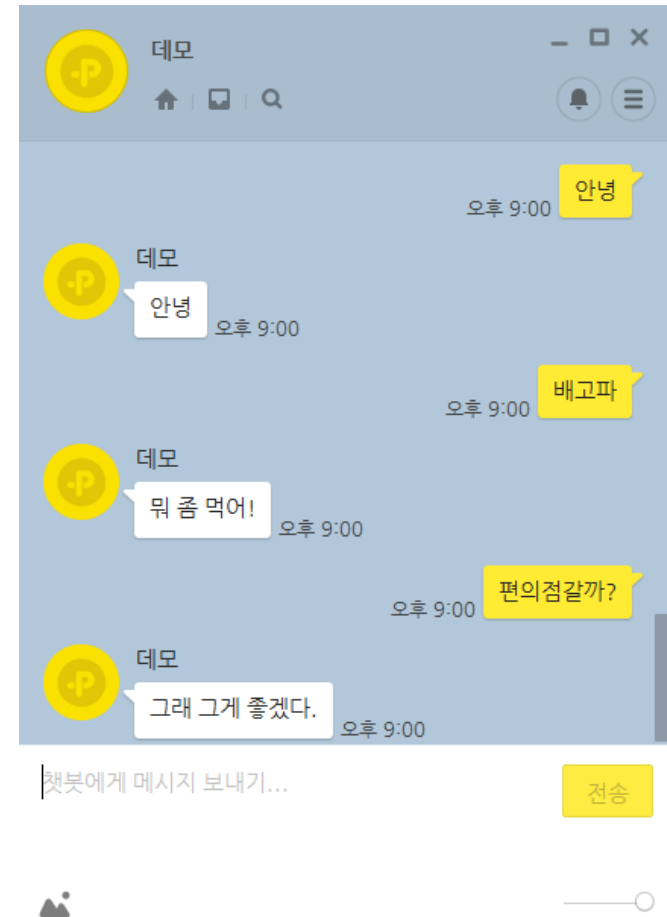 데모
안녕
오후 9:00
데모
안녕
오후 9:00
배고파
오후 9:00
데모
뭐 좀 먹어!
오후 9:00
편의점갈까?
오후 9:00
데모
그래 그게 좋겠다.
오후 9:00
챗봇에게 메시지 보내기...
전송